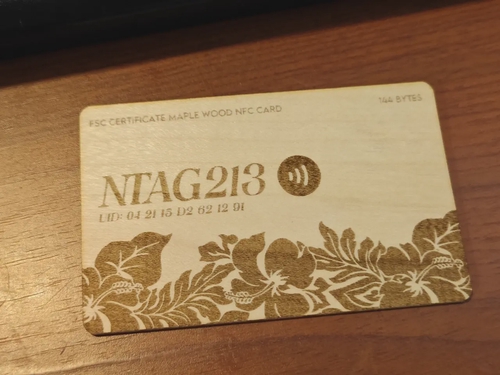 FSC CERTIFICATE MAPLE WOOD NFC CARD
144 BYTES
NTAG213
UID: 04 21 15 D2 62 12 91